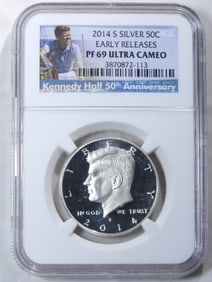 2014 S SILVER 50C
EARLY RELEASES
PF 69 ULTRA CAMEO
3870872-113
Kennedy Half 50th Anniversary
LIBERTY
IN GOD WE TRUST
S
2014